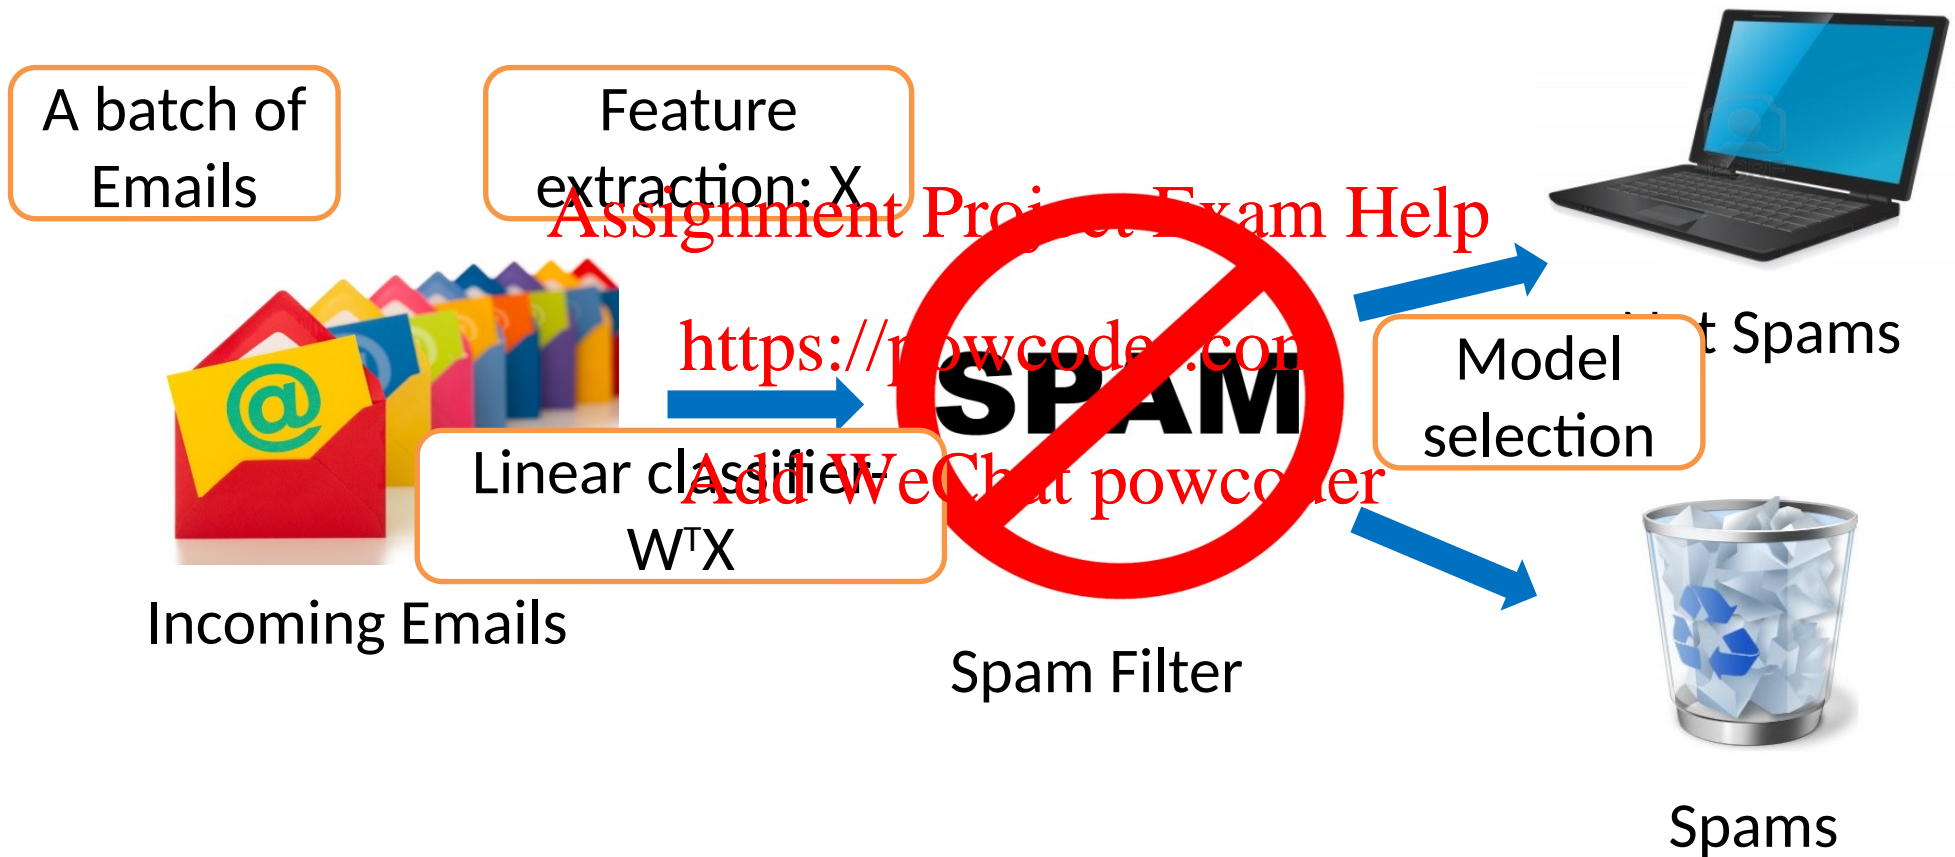 A batch of
Emails
Feature
extraction: X
Assignment Project Exam Help
https://powcoder.com
Not Spams
Model
selection
SPAM
Linear classifier-
WᵀX
Add WeChat powcoder
Incoming Emails
Spam Filter
Spams